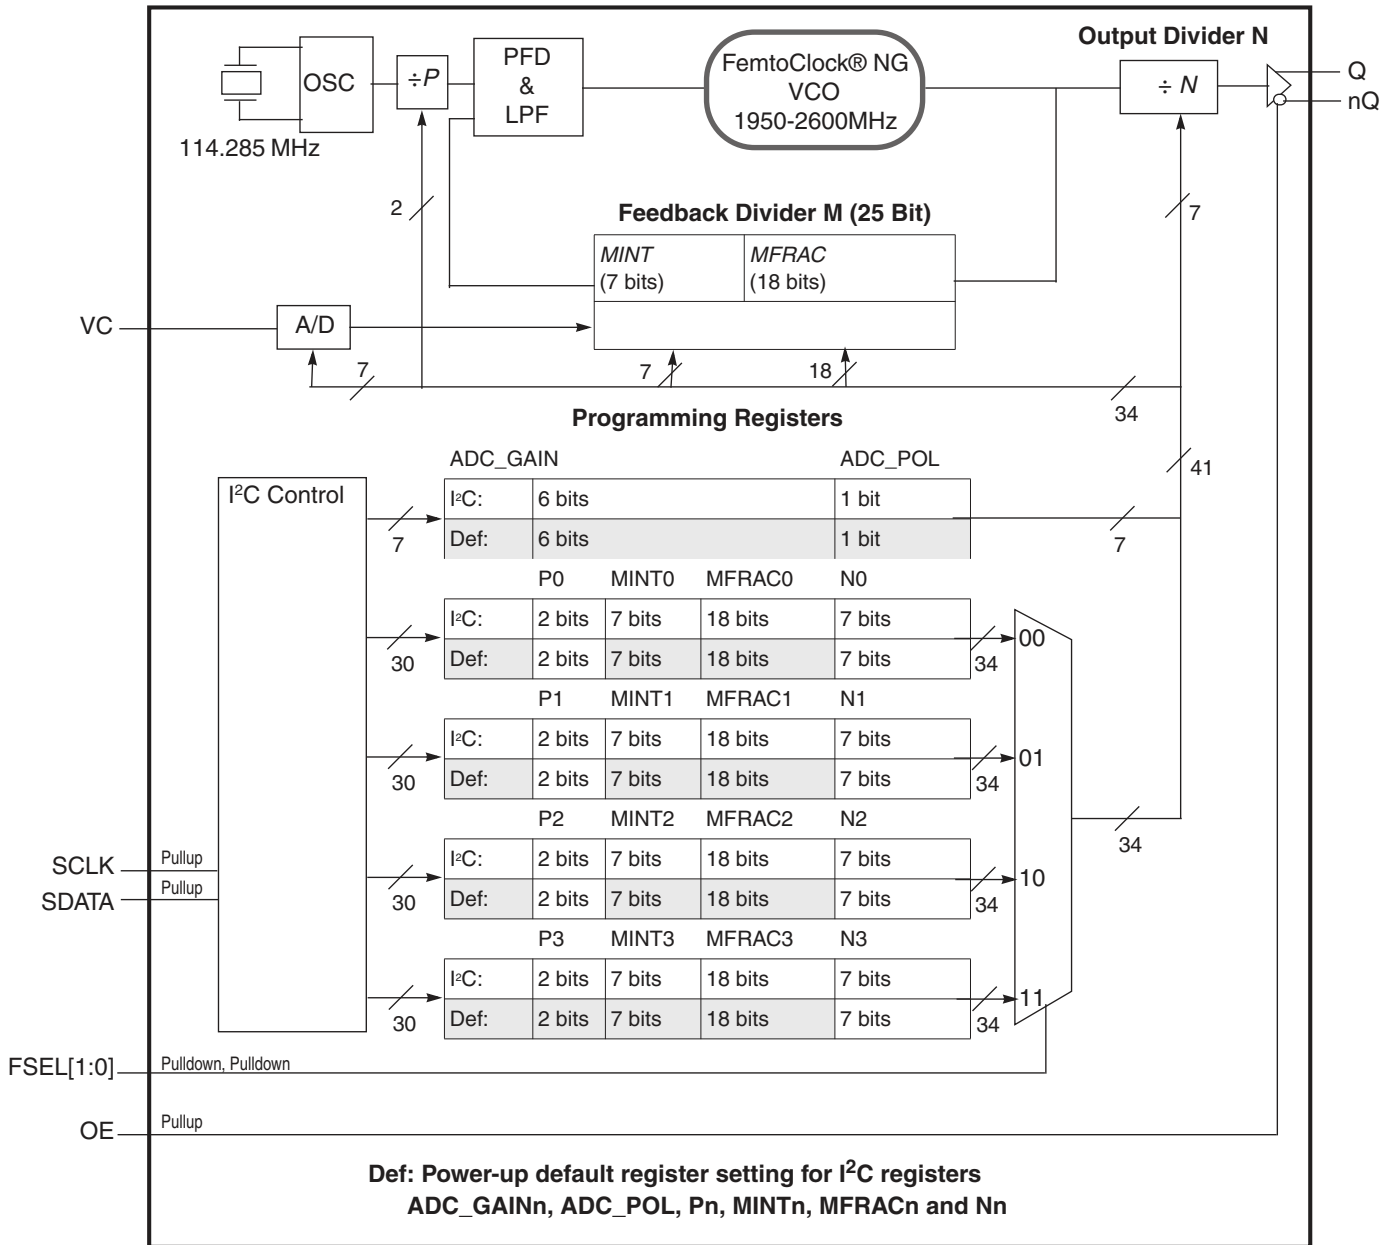 Output Divider N
OSC
÷P
PFD
&
LPF
FemtoClock® NG
VCO
1950-2600MHz
÷ N
Q
nQ
114.285 MHz
2
7
Feedback Divider M (25 Bit)
MINT
(7 bits)
MFRAC
(18 bits)
VC
A/D
7
7
18
34
Programming Registers
41
ADC_GAIN
ADC_POL
I²C Control
7
I²C: 6 bits 1 bit
Def: 6 bits 1 bit
7
P0 MINT0 MFRAC0 N0
30
I²C: 2 bits 7 bits 18 bits 7 bits
Def: 2 bits 7 bits 18 bits 7 bits
34
00
P1 MINT1 MFRAC1 N1
30
I²C: 2 bits 7 bits 18 bits 7 bits
Def: 2 bits 7 bits 18 bits 7 bits
34
01
P2 MINT2 MFRAC2 N2
30
I²C: 2 bits 7 bits 18 bits 7 bits
Def: 2 bits 7 bits 18 bits 7 bits
34
10
34
SCLK Pullup
SDATA Pullup
P3 MINT3 MFRAC3 N3
30
I²C: 2 bits 7 bits 18 bits 7 bits
Def: 2 bits 7 bits 18 bits 7 bits
34
11
FSEL[1:0] Pulldown, Pulldown
OE Pullup
Def: Power-up default register setting for I²C registers
ADC_GAINn, ADC_POL, Pn, MINTn, MFRACn and Nn